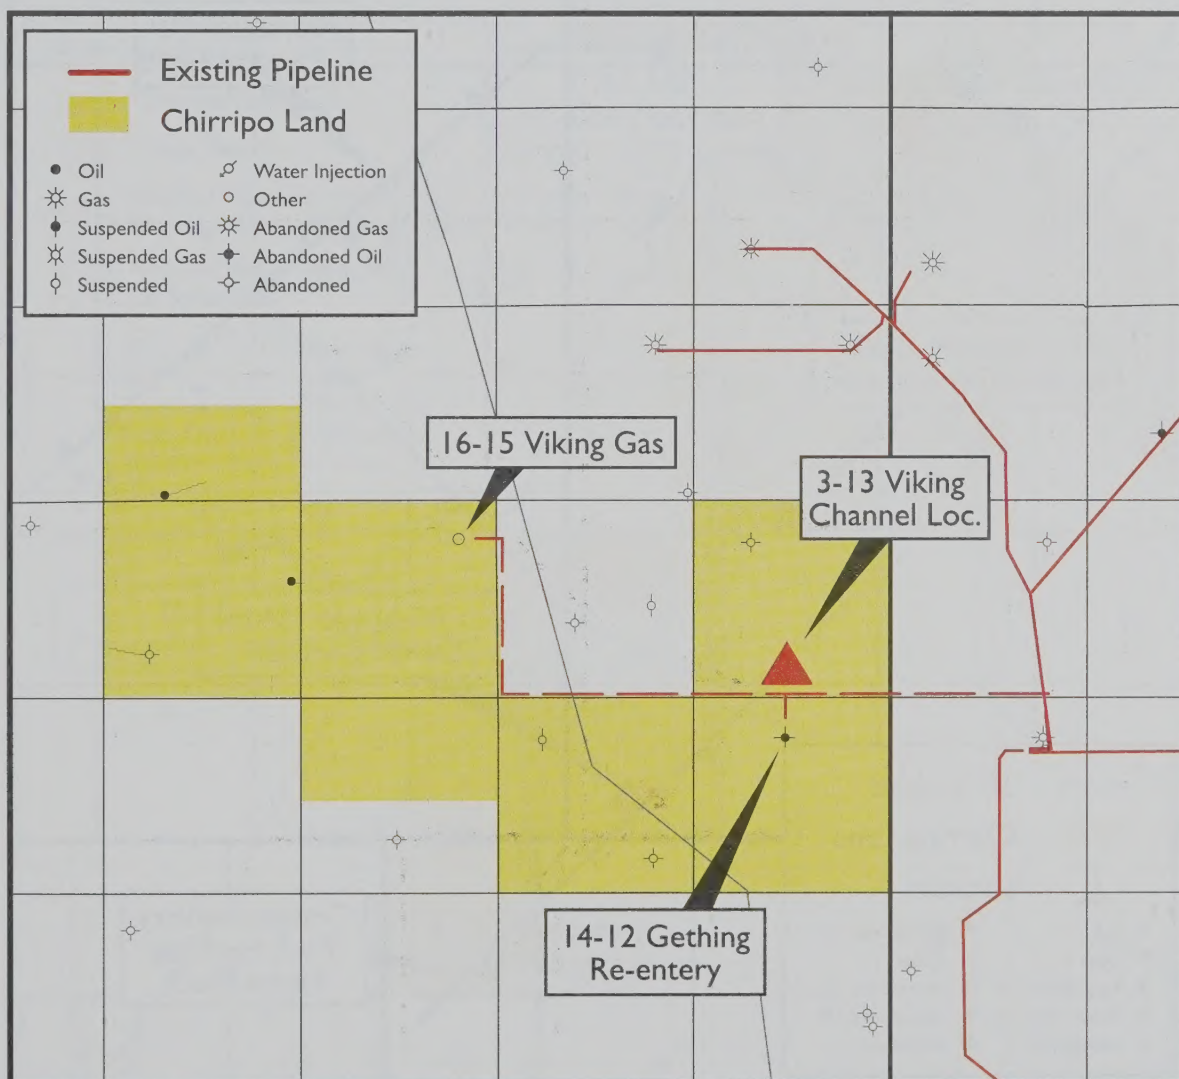 Existing Pipeline
Chirripo Land
Oil
Gas
Suspended Oil
Suspended Gas
Suspended
Water Injection
Other
Abandoned Gas
Abandoned Oil
Abandoned
16-15 Viking Gas
3-13 Viking
Channel Loc.
14-12 Gething
Re-entery